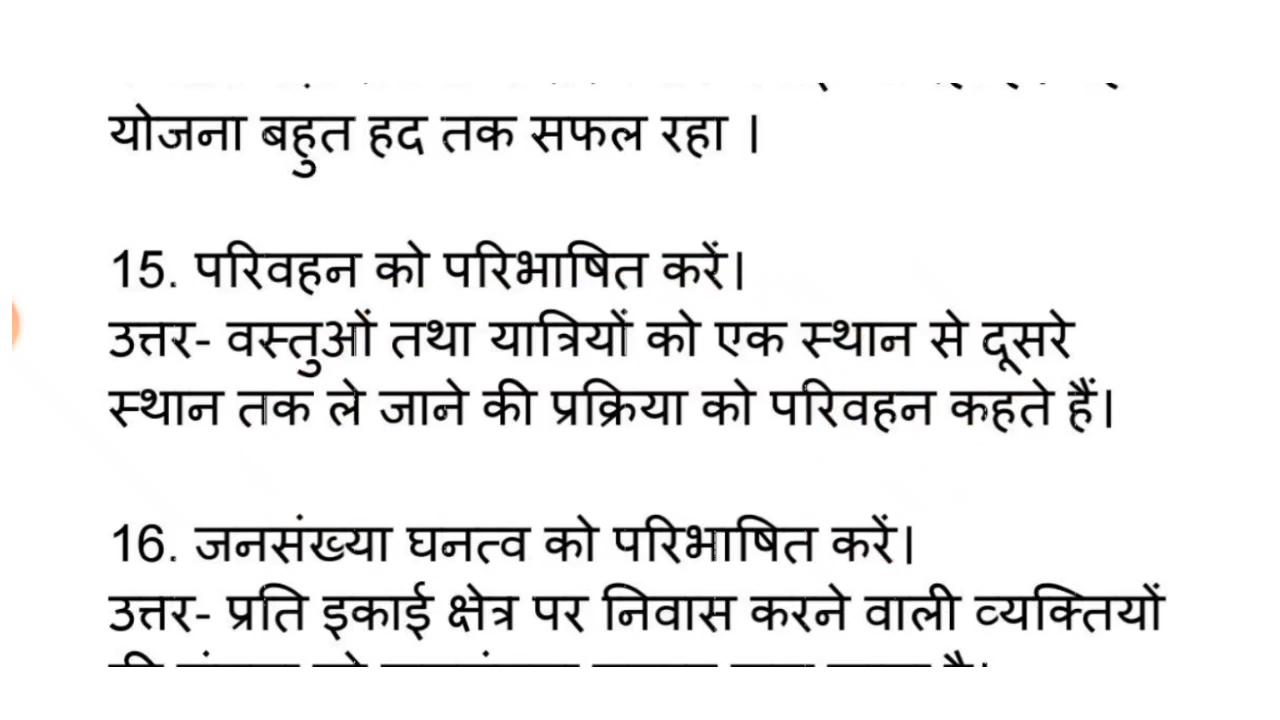 योजना बहुत हद तक सफल रहा ।
15. परिवहन को परिभाषित करें।
उत्तर- वस्तुओं तथा यात्रियों को एक स्थान से दूसरे
स्थान तक ले जाने की प्रक्रिया को परिवहन कहते हैं।
16. जनसंख्या घनत्व को परिभाषित करें।
उत्तर- प्रति इकाई क्षेत्र पर निवास करने वाली व्यक्तियों